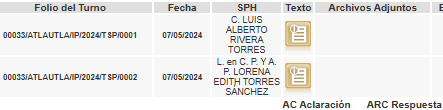 Folio del Turno Fecha SPH Texto Archivos Adjuntos
C. LUIS
ALBERTO
00033/ATLAUTLA/IP/2024/TSP/0001 07/05/2024
RIVERA
TORRES
L. en C. P. Y A.
P. LORENA
00033/ATLAUTLA/IP/2024/TSP/0002 07/05/2024
EDITH TORRES
SÁNCHEZ
AC Aclaración ARC Respuesta